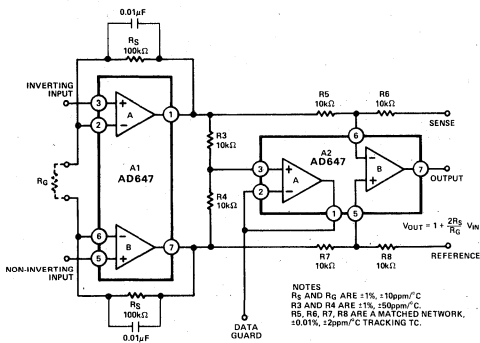 0.01µF
RS
100kΩ
INVERTING
INPUT
3
+
2
−
A
1
RG
A1
AD647
6
−
5
+
B
7
NON-INVERTING
INPUT
RS
100kΩ
0.01µF
R3
10kΩ
R4
10kΩ
R5
10kΩ
R6
10kΩ
SENSE
6
A2
AD647
3
+
2
−
A
−
+
B
7
OUTPUT
1
5
VOUT = 1 + 2RS/RG VIN
R7
10kΩ
R8
10kΩ
REFERENCE
DATA
GUARD
NOTES
RS AND RG ARE ±1%, ±10ppm/°C
R3 AND R4 ARE ±1%, ±50ppm/°C.
R5, R6, R7, R8 ARE A MATCHED NETWORK,
±0.01%, ±2ppm/°C TRACKING TC.